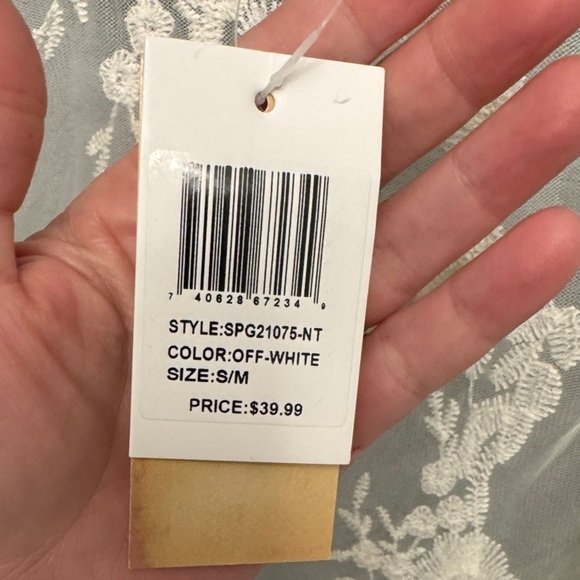 7 40628 67234 9
STYLE:SPG21075-NT
COLOR:OFF-WHITE
SIZE:S/M
PRICE:$39.99